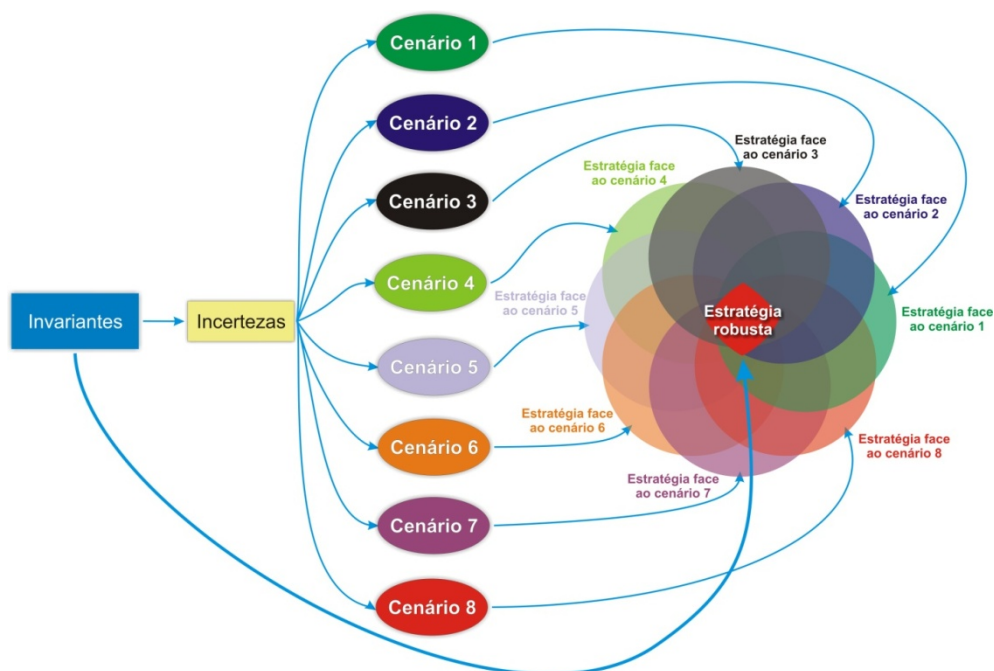 Cenário 1
Cenário 2
Cenário 3
Cenário 4
Cenário 5
Cenário 6
Cenário 7
Cenário 8
Invariantes
Incertezas
Estratégia face
ao cenário 3
Estratégia face
ao cenário 4
Estratégia face
ao cenário 2
Estratégia face
ao cenário 5
Estratégia
robusta
Estratégia face
ao cenário 1
Estratégia face
ao cenário 6
Estratégia face
ao cenário 8
Estratégia face
ao cenário 7